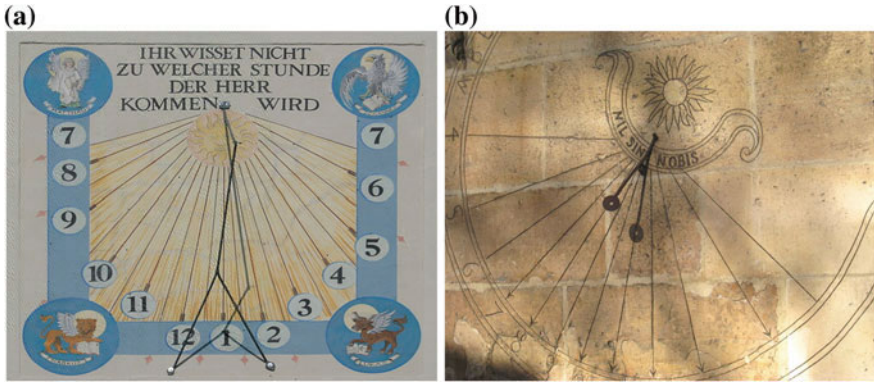 (a)
IHR WISSET NICHT
ZU WELCHER STUNDE
DER HERR
KOMMEN WIRD
7
8
9
10
11
12
1
2
3
4
5
6
7
(b)
NIL SINE NOBIS